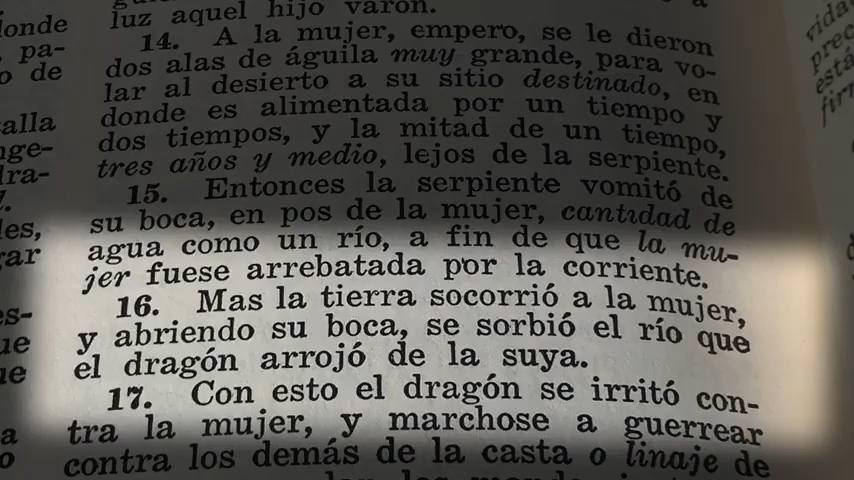 luz aquel hijo varón.
14. A la mujer, empero, se le dieron
dos alas de águila muy grande, para vo-
lar al desierto a su sitio destinado, en
donde es alimentada por un tiempo y
dos tiempos, y la mitad de un tiempo,
tres años y medio, lejos de la serpiente.
15. Entonces la serpiente vomitó de
su boca, en pos de la mujer, cantidad de
agua como un río, a fin de que la mu-
jer fuese arrebatada por la corriente.
16. Mas la tierra socorrió a la mujer,
y abriendo su boca, se sorbió el río que
el dragón arrojó de la suya.
17. Con esto el dragón se irritó con-
tra la mujer, y marchose a guerrear
contra los demás de la casta o linaje de